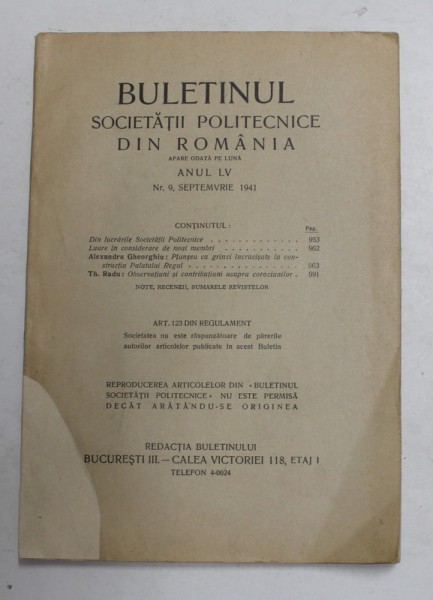 BULETINUL
SOCIETĂȚII POLITECNICE
DIN ROMÂNIA
APARE ODATĂ PE LUNĂ
ANUL LV
Nr. 9, SEPTEMVRIE 1941
CONȚINUTUL :
Pag.
Din lucrările Societății Politecnice . . . . . . . . . . . . . 953
Luare în considerare de noui membri . . . . . . . . . . . 962
Alexandru Gheorghiu: Planșeu cu grinzi încrucișate la con-
strucția Palatului Regal . . . . . . . . . . . . . . . . 963
Th. Radu: Observațiuni și contribuțiuni asupra coroziunilor . 991
NOTE, RECENZII, SUMARELE REVISTELOR
ART. 123 DIN REGULAMENT
Societatea nu este răspunzătoare de părerile
autorilor articolelor publicate în acest Buletin
REPRODUCEREA ARTICOLELOR DIN «BULETINUL
SOCIETĂȚII POLITECNICE» NU ESTE PERMISĂ
DECÂT ARĂTÂNDU-SE ORIGINEA
REDACȚIA BULETINULUI
BUCUREȘTI III. — CALEA VICTORIEI 118, ETAJ I
TELEFON 4-0624